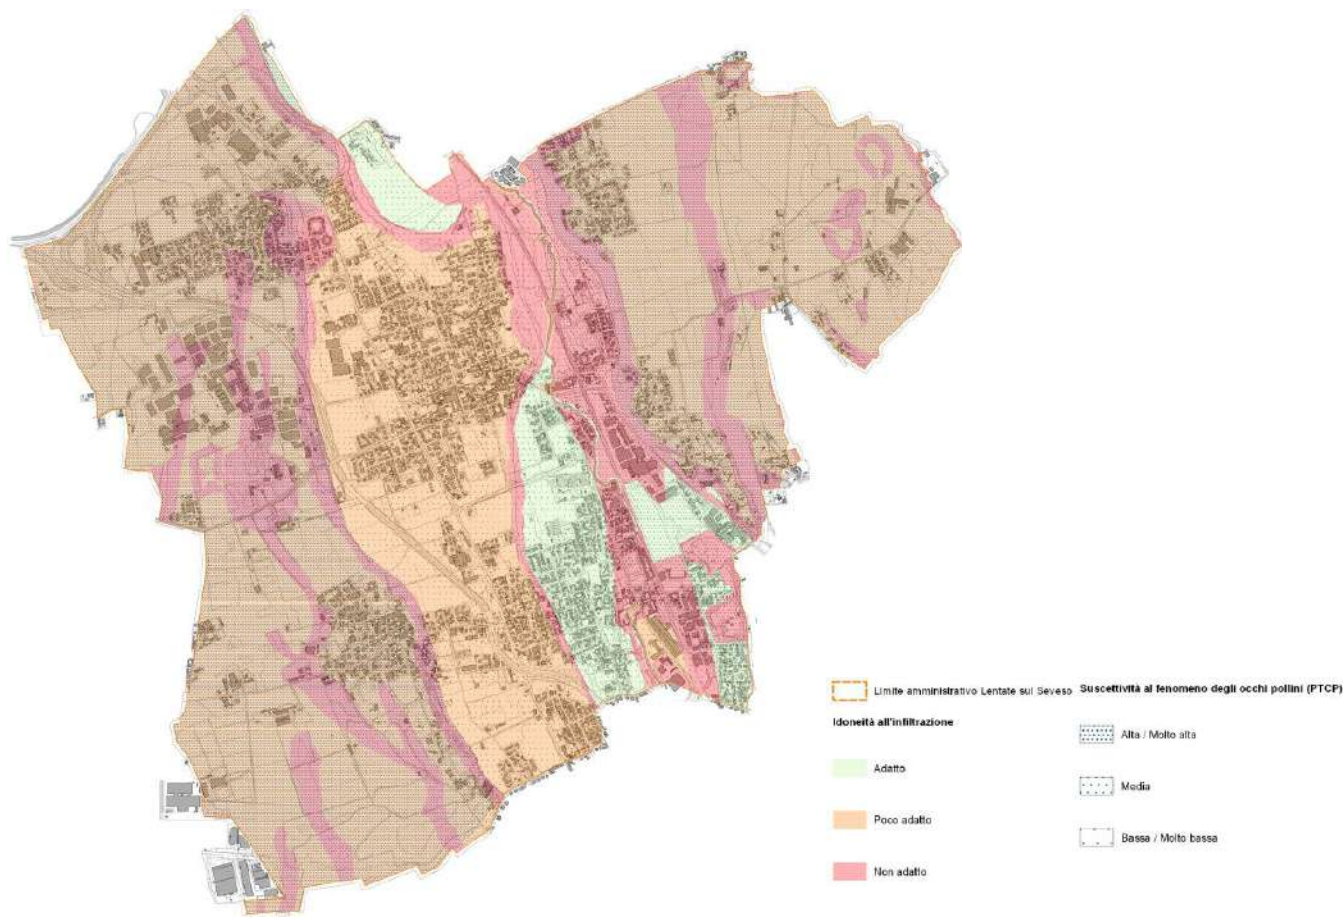 Limite amministrativo Lentate sul Seveso
Suscettività al fenomeno degli occhi pollini (PTCP)
Idoneità all'infiltrazione
Alta / Molto alta
Adatto
Media
Poco adatto
Bassa / Molto bassa
Non adatto